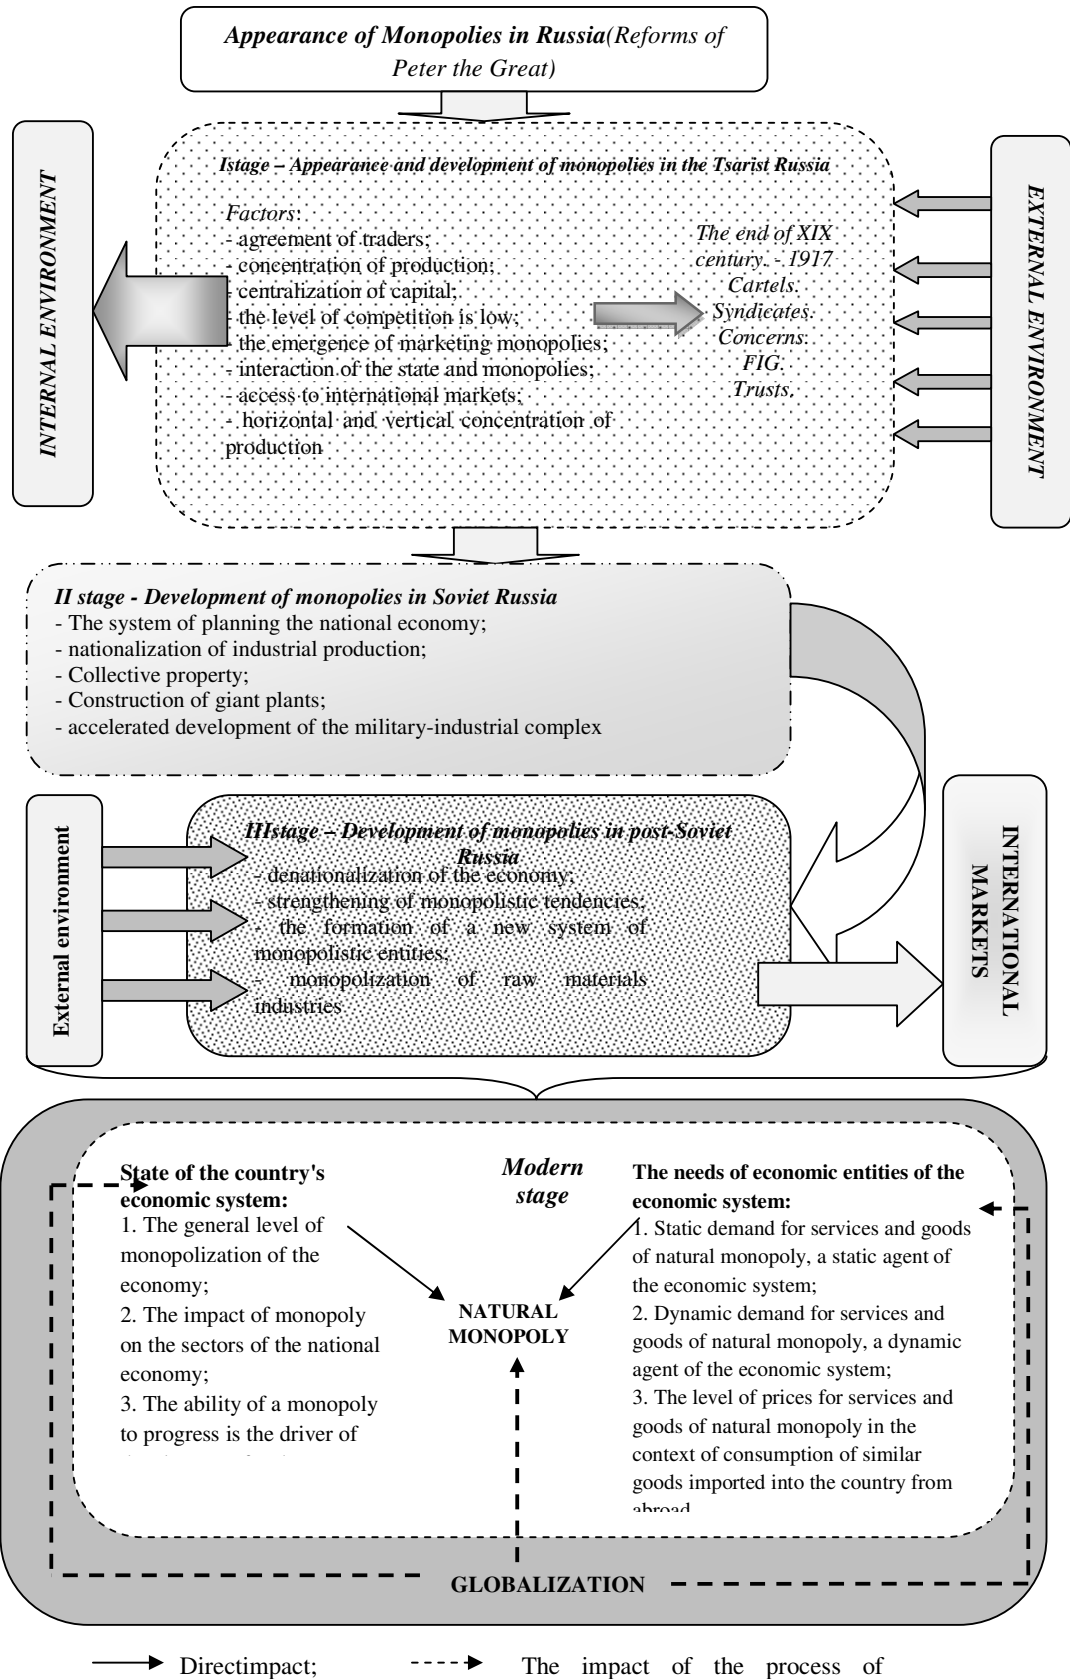 Appearance of Monopolies in Russia(Reforms of
Peter the Great)
INTERNAL ENVIRONMENT
Istage – Appearance and development of monopolies in the Tsarist Russia
Factors:
- agreement of traders;
- concentration of production;
- centralization of capital;
- the level of competition is low;
- the emergence of marketing monopolies;
- interaction of the state and monopolies;
- access to international markets;
- horizontal and vertical concentration of
production
The end of XIX
century. - 1917
Cartels.
Syndicates.
Concerns.
FIG.
Trusts.
EXTERNAL ENVIRONMENT
II stage - Development of monopolies in Soviet Russia
- The system of planning the national economy;
- nationalization of industrial production;
- Collective property;
- Construction of giant plants;
- accelerated development of the military-industrial complex
External environment
IIIstage – Development of monopolies in post-Soviet
Russia
- denationalization of the economy;
- strengthening of monopolistic tendencies;
- the formation of a new system of
monopolistic entities;
- monopolization of raw materials
industries
INTERNATIONAL
MARKETS
State of the country's
economic system:
1. The general level of
monopolization of the
economy;
2. The impact of monopoly
on the sectors of the national
economy;
3. The ability of a monopoly
to progress is the driver of
Modern
stage
NATURAL
MONOPOLY
The needs of economic entities of the
economic system:
1. Static demand for services and goods
of natural monopoly, a static agent of
the economic system;
2. Dynamic demand for services and
goods of natural monopoly, a dynamic
agent of the economic system;
3. The level of prices for services and
goods of natural monopoly in the
context of consumption of similar
goods imported into the country from
abroad
GLOBALIZATION
Directimpact;
The impact of the process of